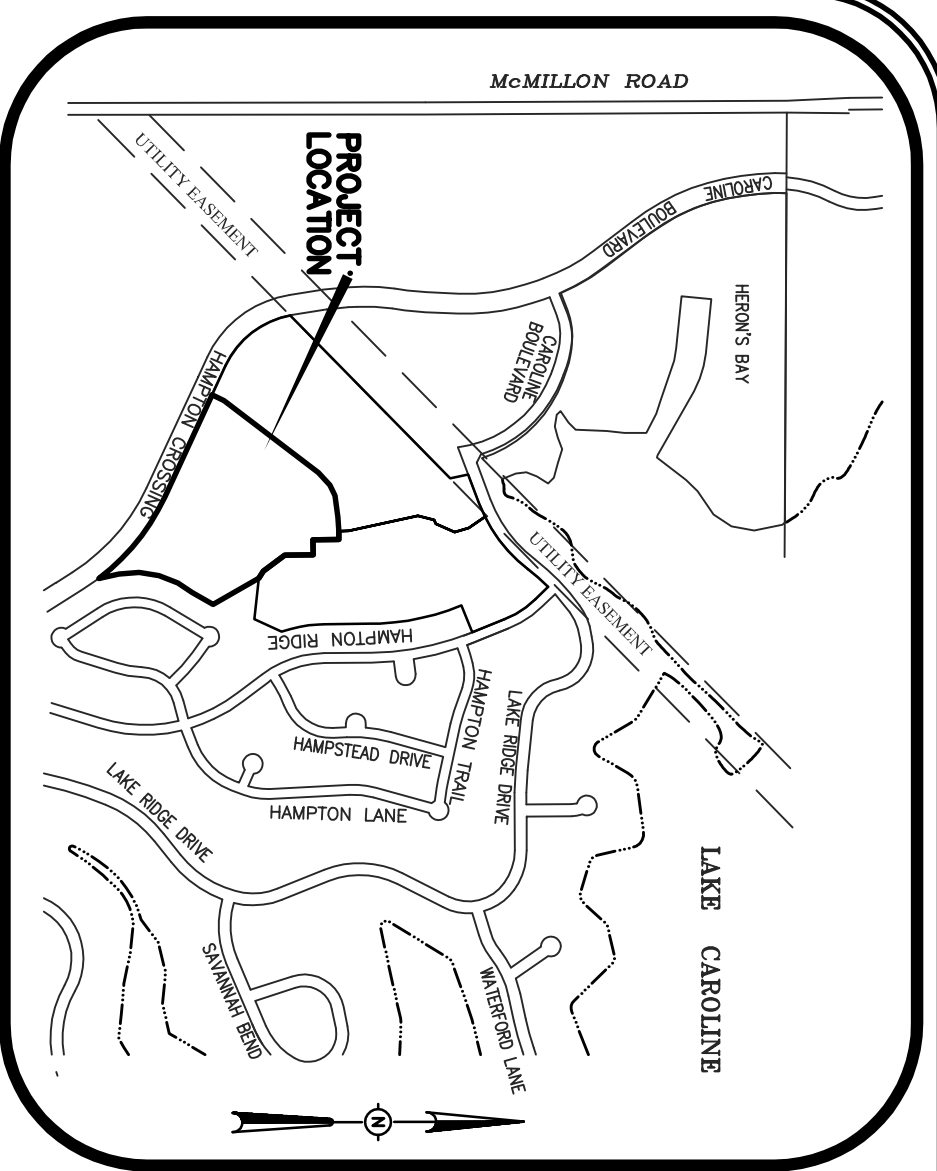 McMILLON ROAD
UTILITY EASEMENT
PROJECT
LOCATION
CAROLINE
BOULEVARD
HERON'S BAY
CAROLINE
BOULEVARD
HAMPTON CROSSING
UTILITY EASEMENT
HAMPTON RIDGE
HAMPTON TRAIL
LAKE RIDGE DRIVE
HAMPSTEAD DRIVE
HAMPTON LANE
LAKE RIDGE DRIVE
LAKE CAROLINE
SAVANNAH BEND
WATERFORD LANE
N